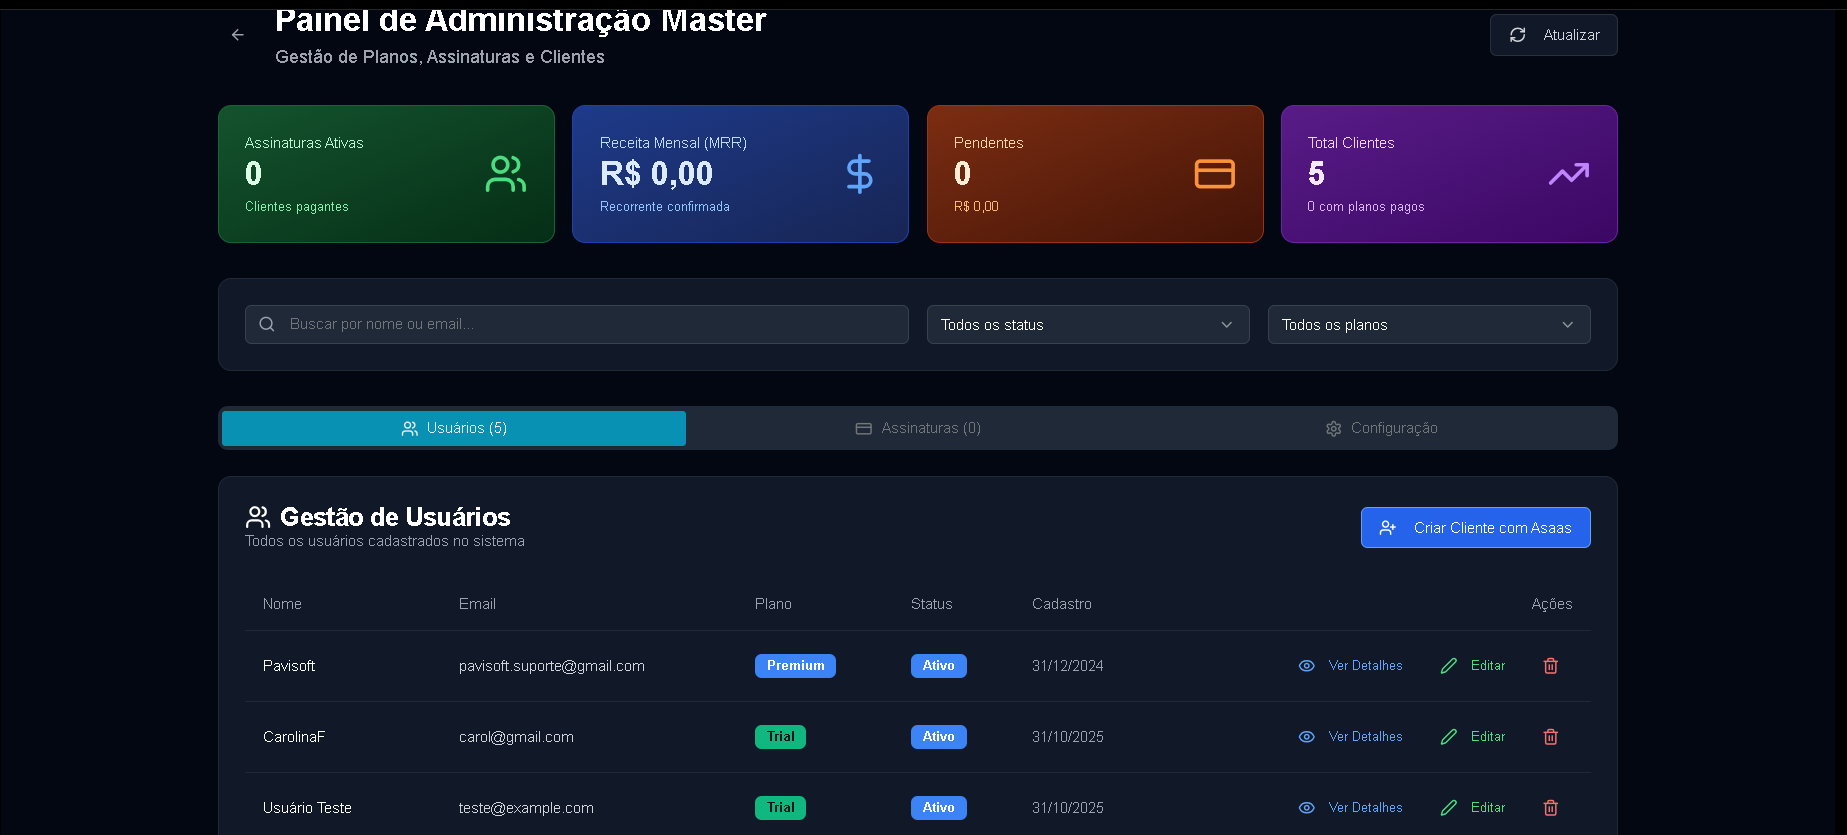 Painel de Administração Master
Gestão de Planos, Assinaturas e Clientes
Atualizar
Assinaturas Ativas
0
Clientes pagantes
Receita Mensal (MRR)
R$ 0,00
Recorrente confirmada
Pendentes
0
R$ 0,00
Total Clientes
5
0 com planos pagos
Buscar por nome ou email...
Todos os status
Todos os planos
Usuários (5)
Assinaturas (0)
Configuração
Gestão de Usuários
Todos os usuários cadastrados no sistema
Criar Cliente com Asaas
Nome Email Plano Status Cadastro Ações
Pavisoft pavisoft.suporte@gmail.com Premium Ativo 31/12/2024 Ver Detalhes Editar
CarolinaF carol@gmail.com Trial Ativo 31/10/2025 Ver Detalhes Editar
Usuário Teste teste@example.com Trial Ativo 31/10/2025 Ver Detalhes Editar